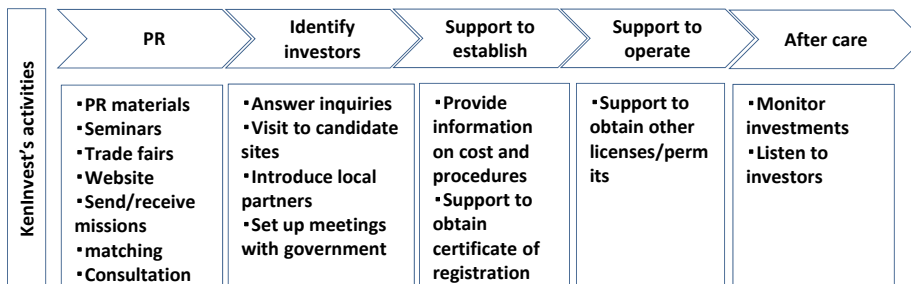 KenInvest's activities
PR
Identify
investors
Support to
establish
Support to
operate
After care
▪PR materials
▪Seminars
▪Trade fairs
▪Website
▪Send/receive
missions
▪matching
▪Consultation
▪Answer inquiries
▪Visit to candidate
sites
▪Introduce local
partners
▪Set up meetings
with government
▪Provide
information
on cost and
procedures
▪Support to
obtain
certificate of
registration
▪Support to
obtain other
licenses/perm
its
▪Monitor
investments
▪Listen to
investors